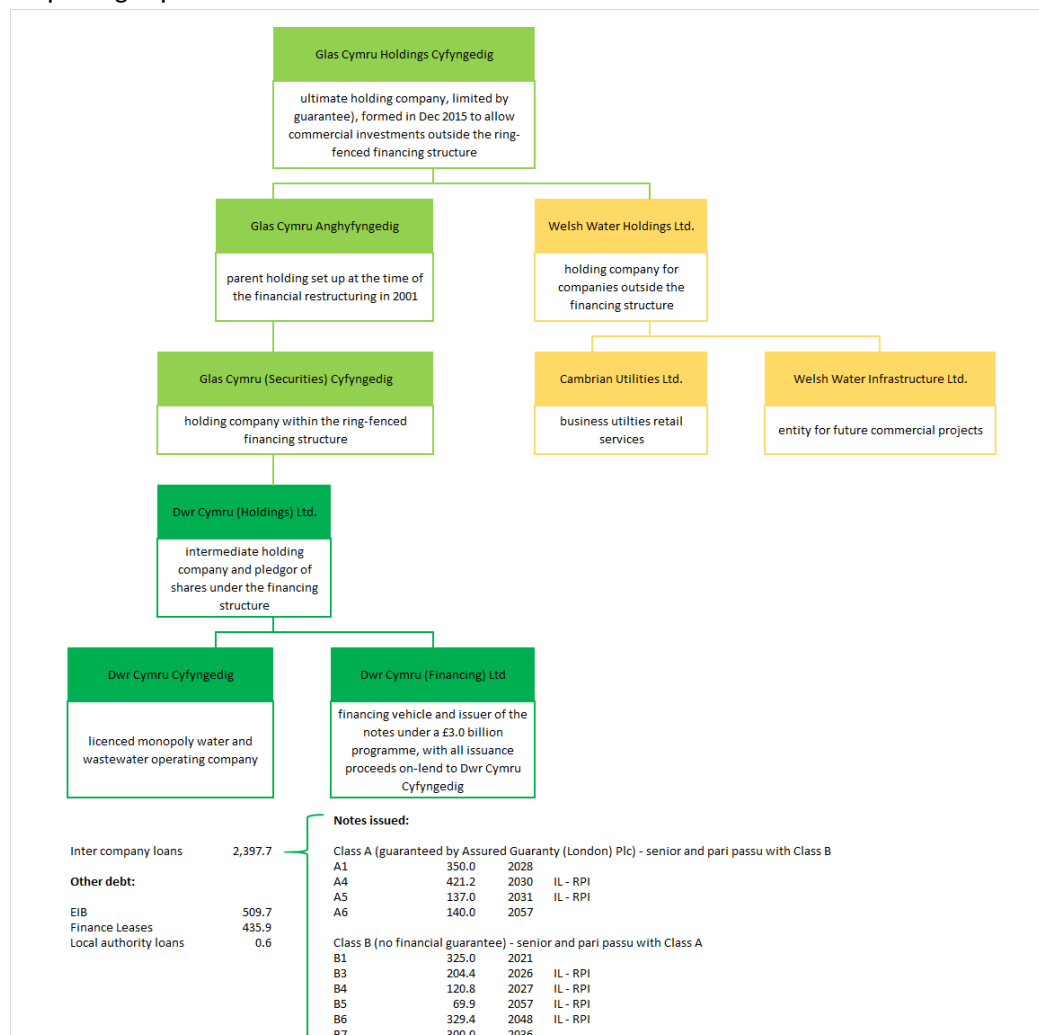 Glas Cymru Holdings Cyfyngedig
ultimate holding company, limited by
guarantee), formed in Dec 2015 to allow
commercial investments outside the ring-
fenced financing structure
Glas Cymru Anghyfyngedig
parent holding set up at the time of
the financial restructuring in 2001
Welsh Water Holdings Ltd.
holding company for
companies outside the
financing structure
Glas Cymru (Securities) Cyfyngedig
holding company within the ring-fenced
financing structure
Cambrian Utilities Ltd.
business utilties retail
services
Welsh Water Infrastructure Ltd.
entity for future commercial projects
Dwr Cymru (Holdings) Ltd.
intermediate holding
company and pledgor of
shares under the financing
structure
Dwr Cymru Cyfyngedig
licenced monopoly water and
wastewater operating company
Dwr Cymru (Financing) Ltd
financing vehicle and issuer of the
notes under a £3.0 billion
programme, with all issuance
proceeds on-lend to Dwr Cymru
Cyfyngedig
Inter company loans 2,397.7
Other debt:
EIB 509.7
Finance Leases 435.9
Local authority loans 0.6
Notes issued:
Class A (guaranteed by Assured Guaranty (London) Plc) - senior and pari passu with Class B
A1 350.0 2028
A4 421.2 2030 IL - RPI
A5 137.0 2031 IL - RPI
A6 140.0 2057
Class B (no financial guarantee) - senior and pari passu with Class A
B1 325.0 2021
B3 204.4 2026 IL - RPI
B4 120.8 2027 IL - RPI
B5 69.9 2057 IL - RPI
B6 329.4 2048 IL - RPI
B7 300.0 2036